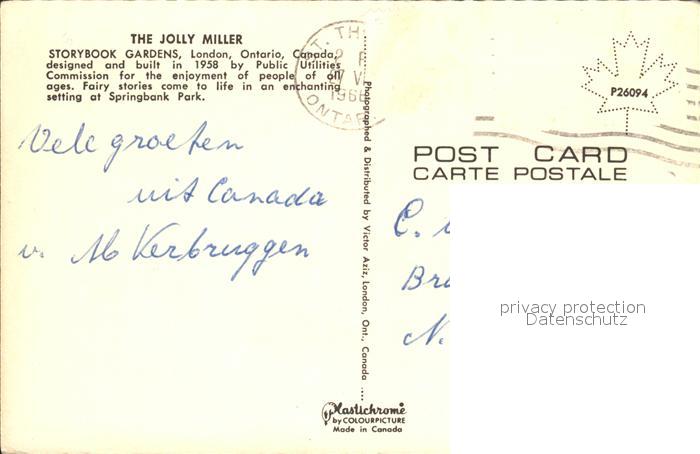 THE JOLLY MILLER
STORYBOOK GARDENS, London, Ontario, Canada,
designed and built in 1958 by Public Utilities
Commission for the enjoyment of people of all
ages. Fairy stories come to life in an enchanting
setting at Springbank Park.
Vele groeten
uit Canada
v. Verbruggen
T. TH
ONTAR
Photographed & Distributed by Victor Aziz, London, Ont., Canada
P26094
POST CARD
CARTE POSTALE
C.
Br
N.
privacy protection
Datenschutz
Plastichrome
by COLOURPICTURE
Made in Canada